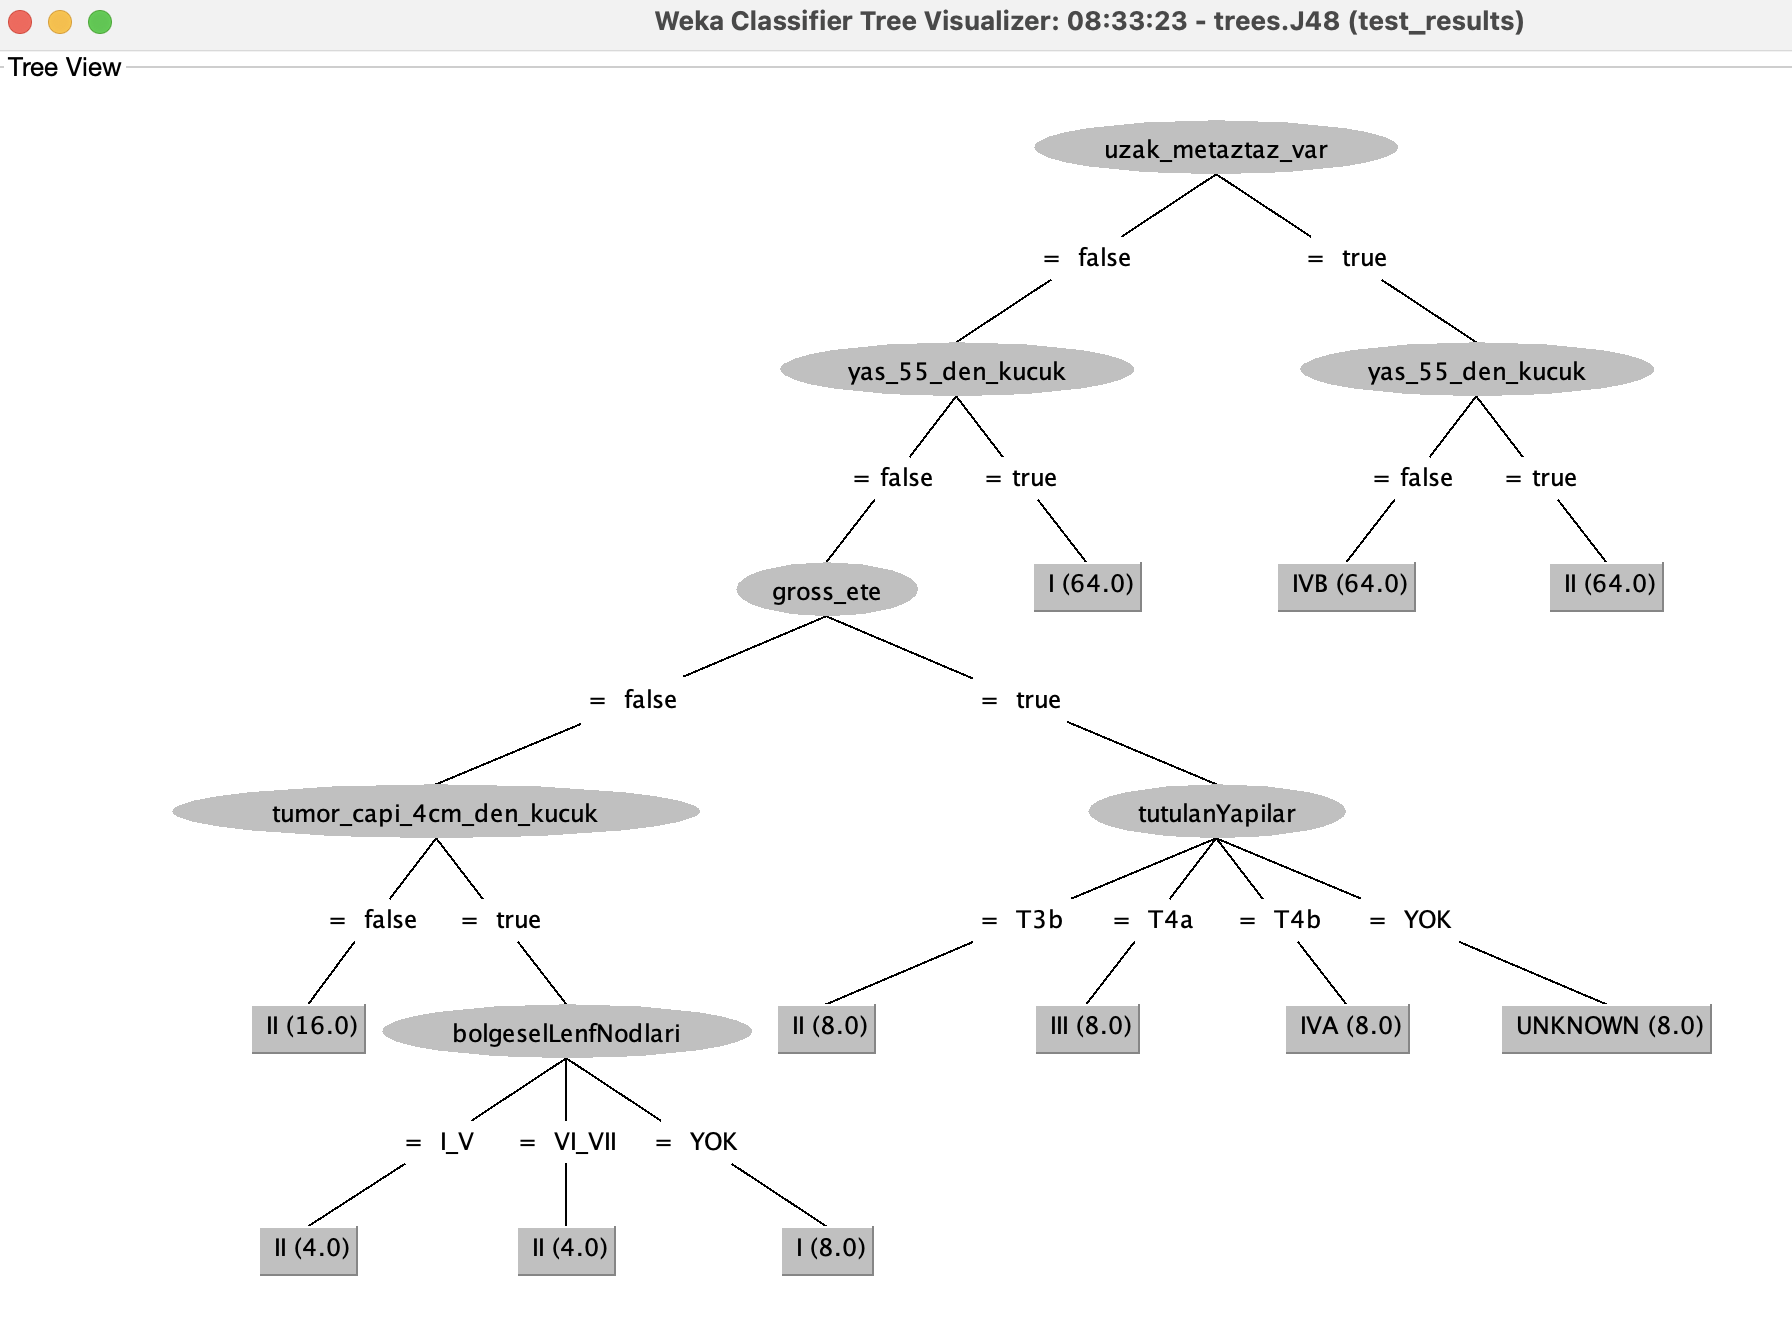 Weka Classifier Tree Visualizer: 08:33:23 - trees.J48 (test_results)
Tree View
uzak_metaztaz_var
= false
= true
yas_55_den_kucuk
yas_55_den_kucuk
= false
= true
= false
= true
gross_ete
I (64.0)
IVB (64.0)
II (64.0)
= false
= true
tumor_capi_4cm_den_kucuk
tutulanYapilar
= false
= true
= T3b
= T4a
= T4b
= YOK
II (16.0)
bolgeselLenfNodlari
II (8.0)
III (8.0)
IVA (8.0)
UNKNOWN (8.0)
= I_V
= VI_VII
= YOK
II (4.0)
II (4.0)
I (8.0)